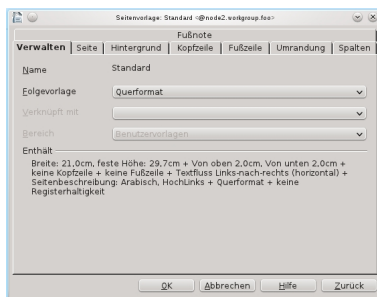 Seitenvorlage: Standard <@node2.workgroup.foo>
Fußnote
Verwalten Seite Hintergrund Kopfzeile Fußzeile Umrandung Spalten
Name Standard
Folgevorlage Querformat
Verknüpft mit
Bereich Benutzervorlagen
Enthält
Breite: 21,0cm, feste Höhe: 29,7cm + Von oben 2,0cm, Von unten 2,0cm +
keine Kopfzeile + keine Fußzeile + Textfluss Links-nach-rechts (horizontal) +
Seitenbeschreibung: Arabisch, HochLinks + Querformat + keine
Registerhaltigkeit
OK Abbrechen Hilfe Zurück